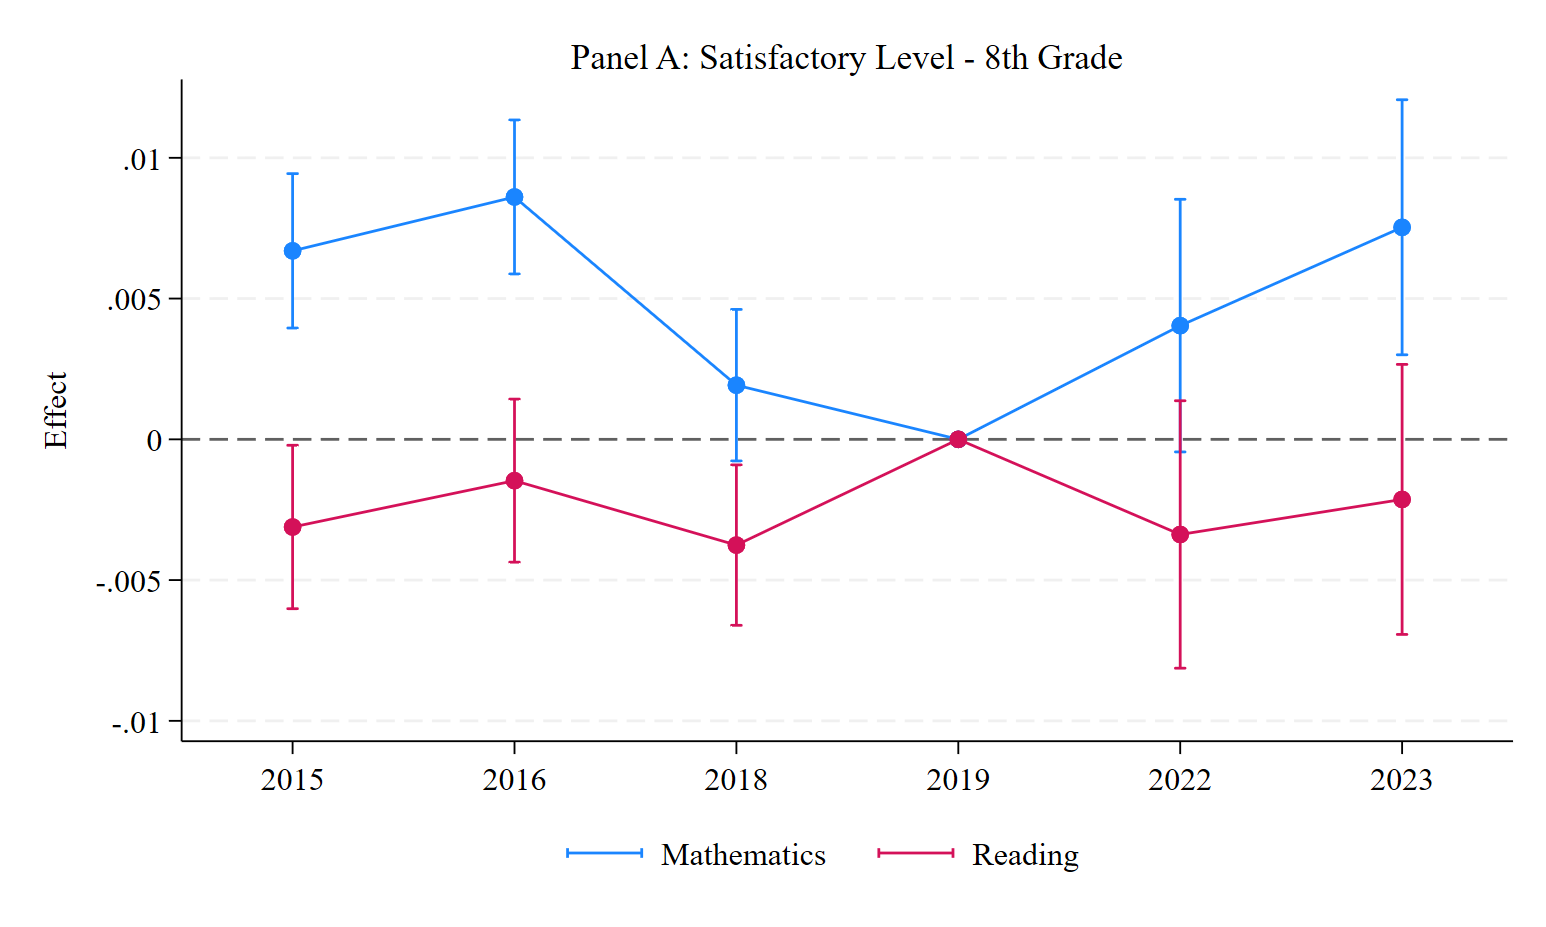 Panel A: Satisfactory Level - 8th Grade
Effect
.01
.005
0
-.005
-.01
2015 2016 2018 2019 2022 2023
Mathematics Reading